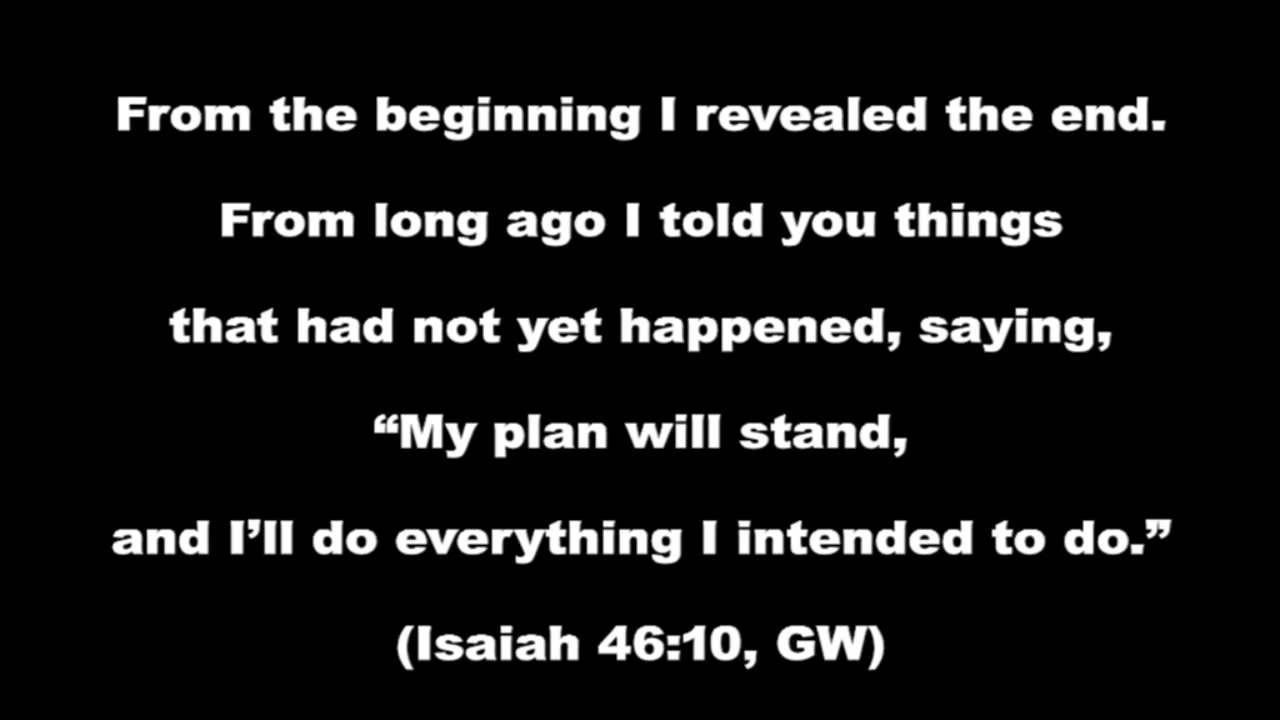 From the beginning I revealed the end.
From long ago I told you things
that had not yet happened, saying,
“My plan will stand,
and I’ll do everything I intended to do.”
(Isaiah 46:10, GW)